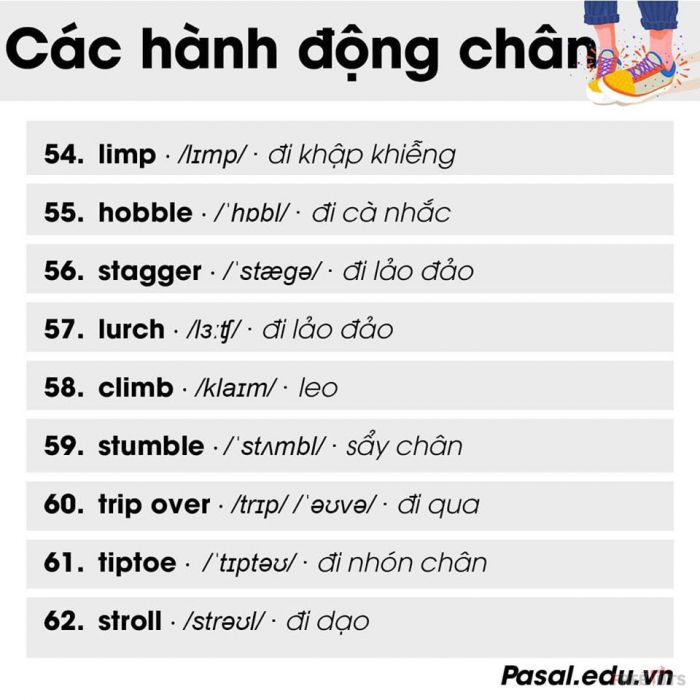 Các hành động chân
54. limp · /lɪmp/ · đi khập khiễng
55. hobble · /ˈhɒbl/ · đi cà nhắc
56. stagger · /ˈstægə/ · đi lảo đảo
57. lurch · /lɜːʧ/ · đi lảo đảo
58. climb · /klaɪm/ · leo
59. stumble · /ˈstʌmbl/ · sẩy chân
60. trip over · /trɪp/ /ˈəʊvə/ · đi qua
61. tiptoe · /ˈtɪptəʊ/ · đi nhón chân
62. stroll · /strəʊl/ · đi dạo
Pasal.edu.vn